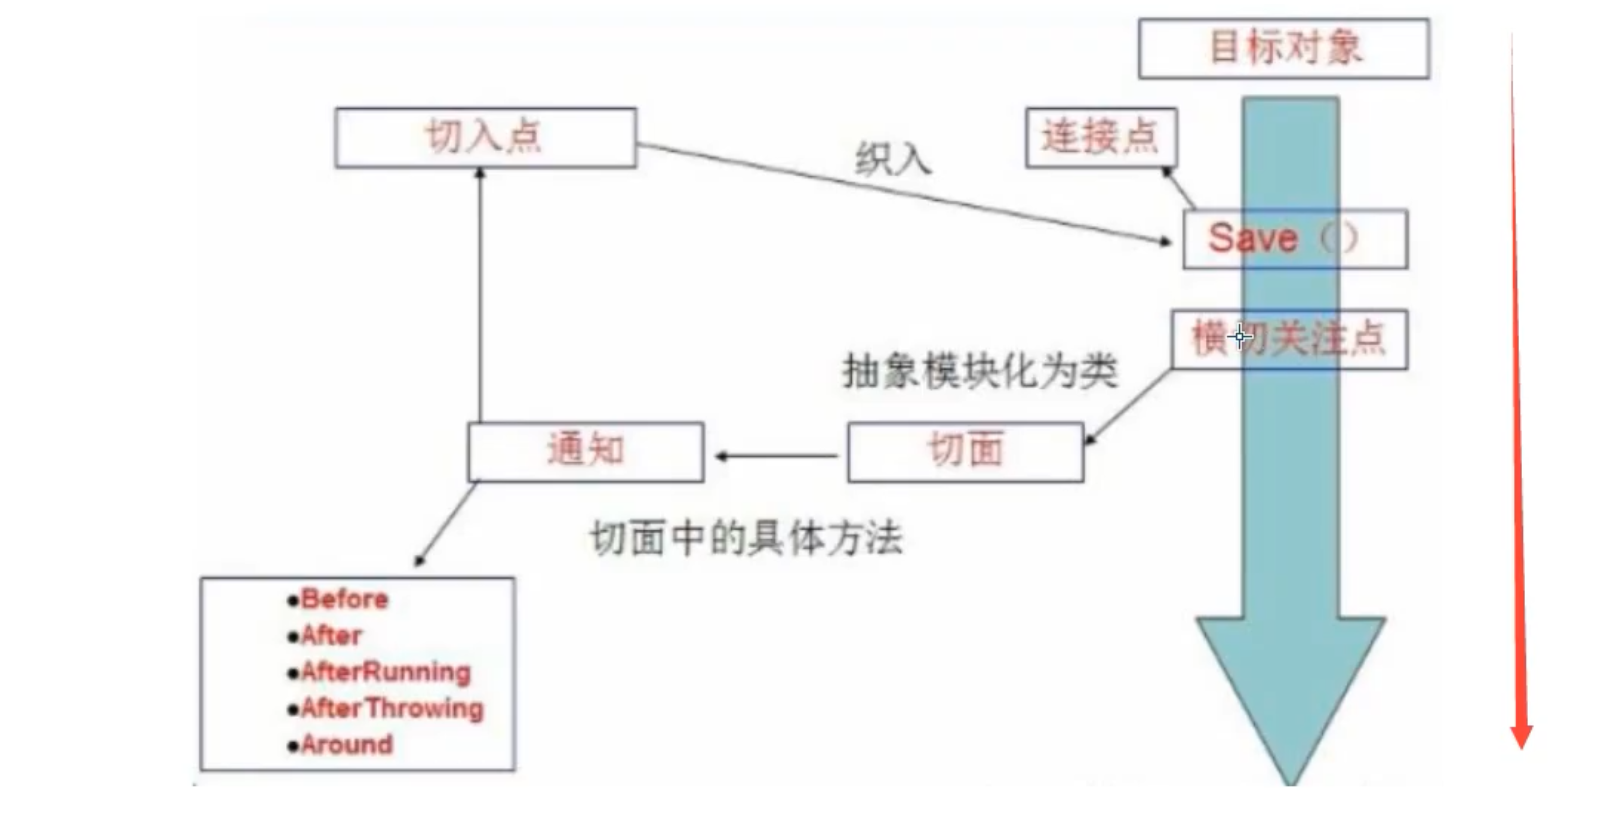 目标对象
切入点
织入
连接点
Save（）
横切关注点
抽象模块化为类
通知
切面
切面中的具体方法
●Before
●After
●AfterRunning
●AfterThrowing
●Around